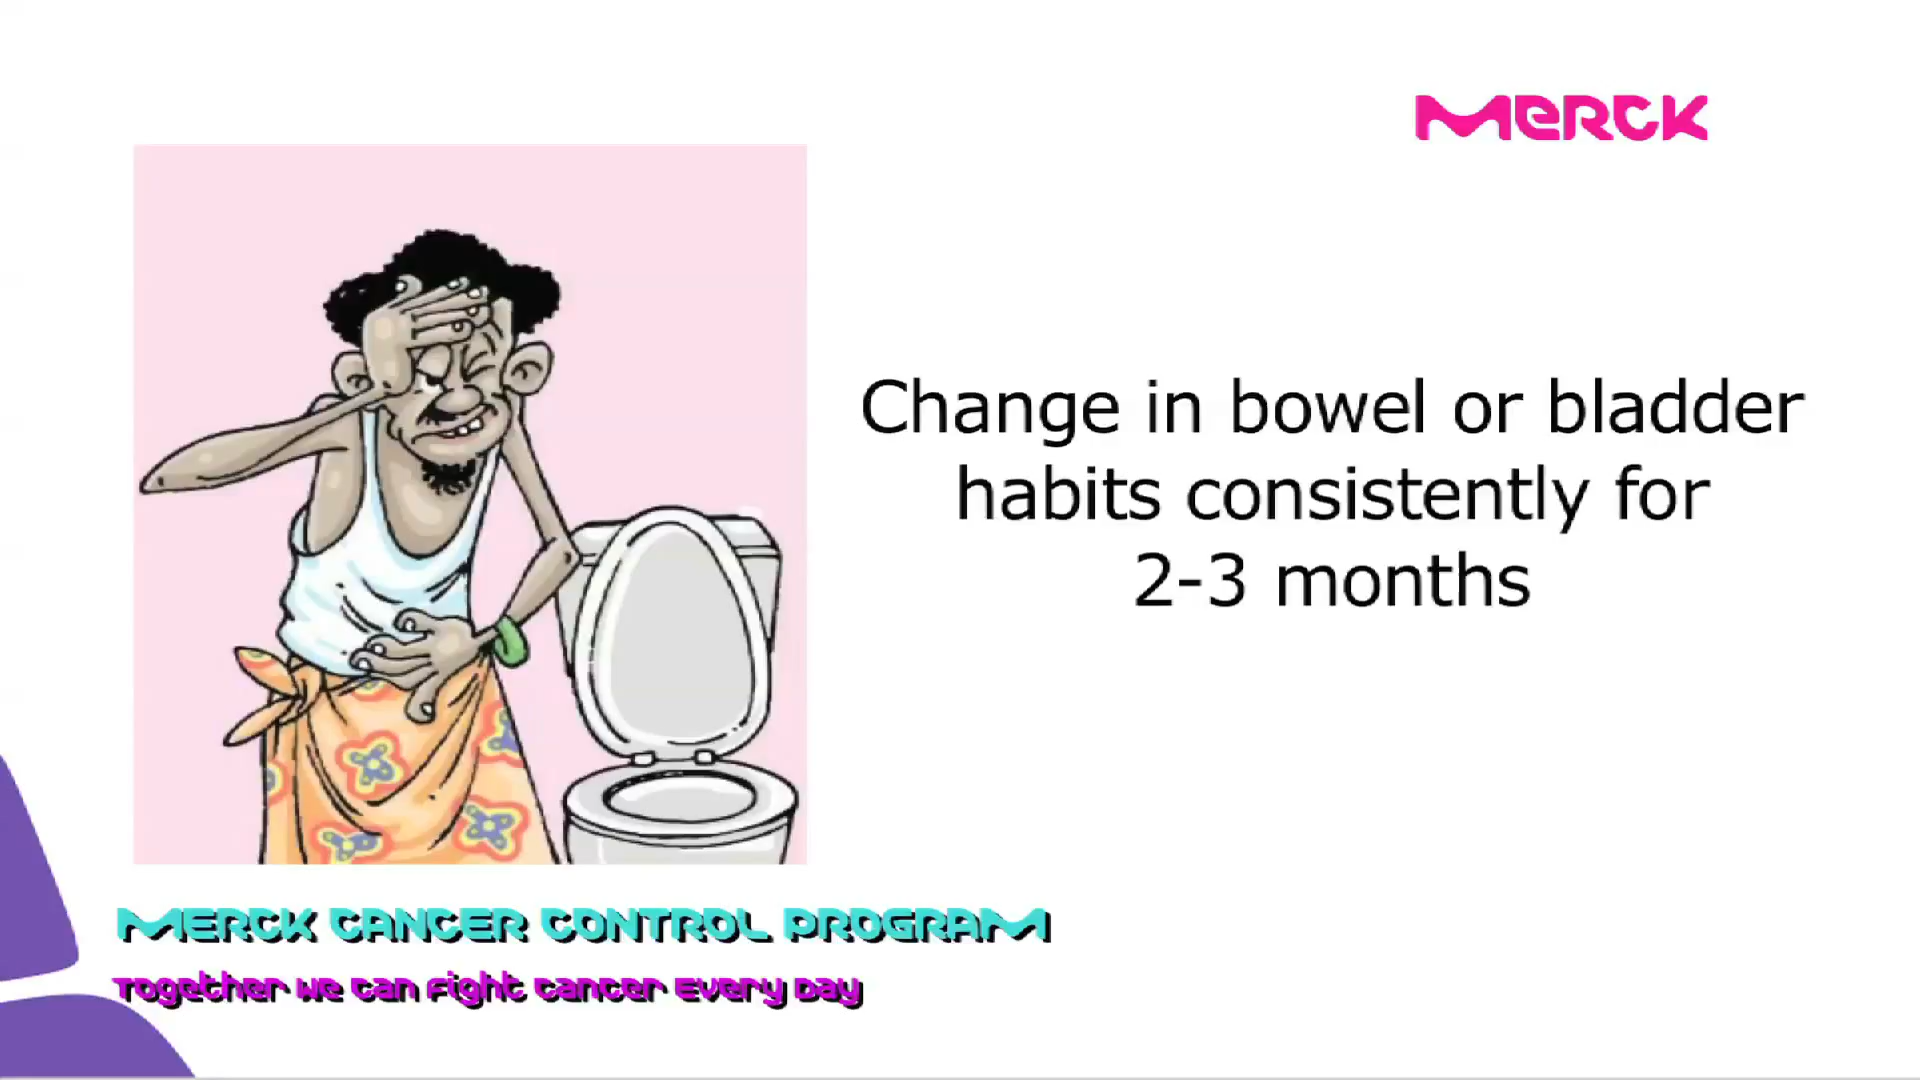 MERCK
Change in bowel or bladder
habits consistently for
2-3 months
MERCK CANCER CONTROL PROGRAM
Together we can fight cancer every day